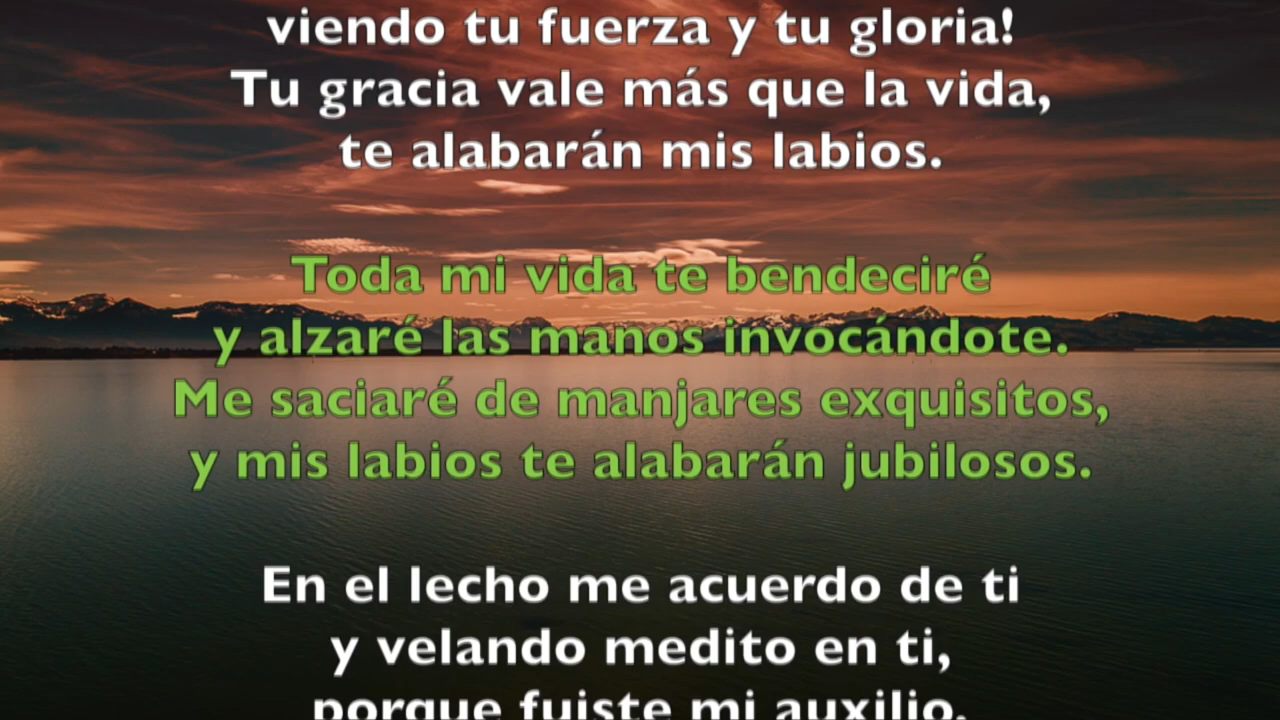 viendo tu fuerza y tu gloria!
Tu gracia vale más que la vida,
te alabarán mis labios.
Toda mi vida te bendeciré
y alzaré las manos invocándote.
Me saciaré de manjares exquisitos,
y mis labios te alabarán jubilosos.
En el lecho me acuerdo de ti
y velando medito en ti,
porque fuiste mi auxilio,